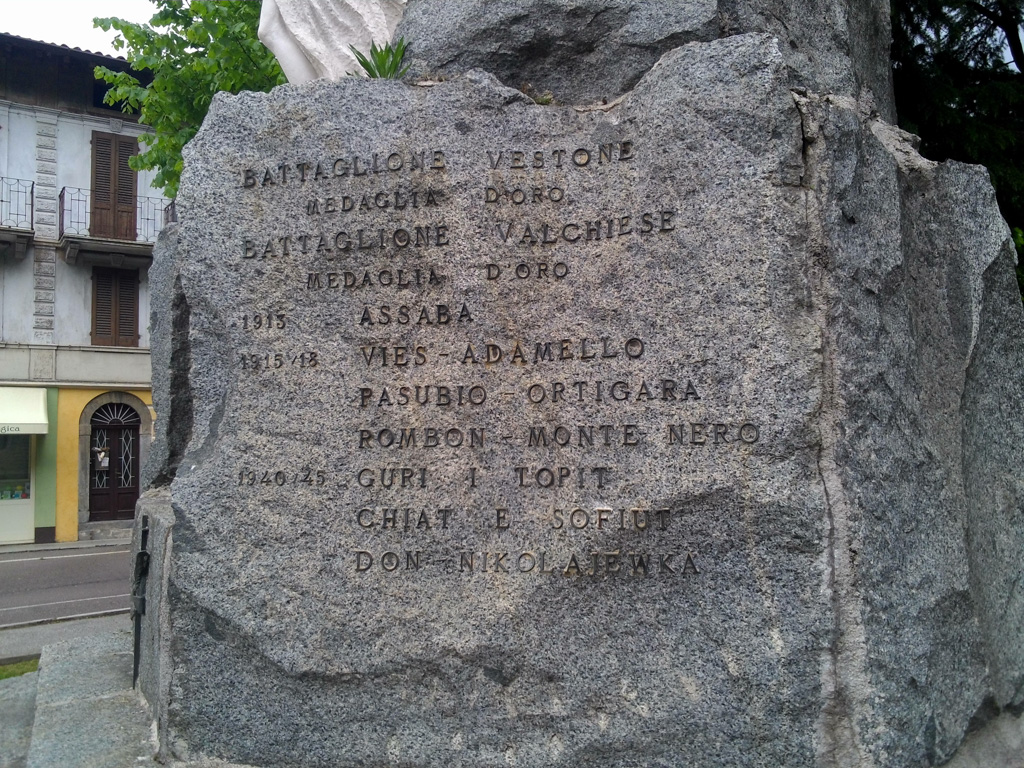 BATTAGLIONE VESTONE
MEDAGLIA D'ORO
BATTAGLIONE VALCHIESE
MEDAGLIA D'ORO
1913 ASSABA
1915/18 VIES - ADAMELLO
PASUBIO - ORTIGARA
ROMBON - MONTE NERO
1940/45 GURI I TOPIT
CHIAT E SOFIUT
DON - NIKOLAJEWKA